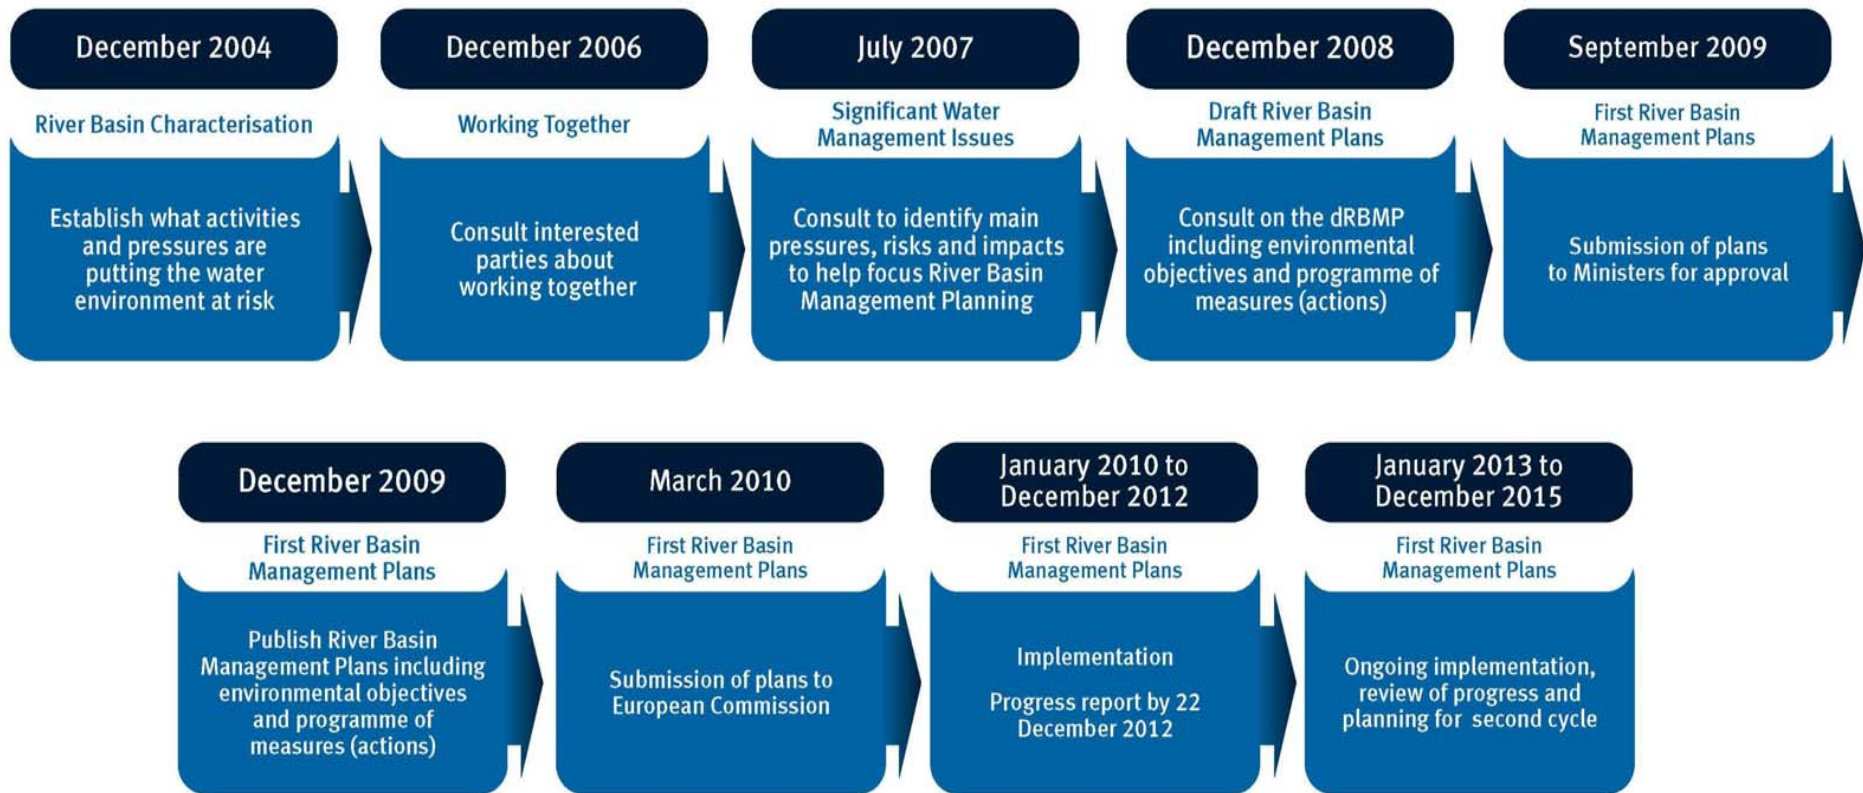 December 2004
River Basin Characterisation
Establish what activities
and pressures are
putting the water
environment at risk
December 2006
Working Together
Consult interested
parties about
working together
July 2007
Significant Water
Management Issues
Consult to identify main
pressures, risks and impacts
to help focus River Basin
Management Planning
December 2008
Draft River Basin
Management Plans
Consult on the dRBMP
including environmental
objectives and programme of
measures (actions)
September 2009
First River Basin
Management Plans
Submission of plans
to Ministers for approval
December 2009
First River Basin
Management Plans
Publish River Basin
Management Plans including
environmental objectives
and programme of
measures (actions)
March 2010
First River Basin
Management Plans
Submission of plans to
European Commission
January 2010 to
December 2012
First River Basin
Management Plans
Implementation
Progress report by 22
December 2012
January 2013 to
December 2015
First River Basin
Management Plans
Ongoing implementation,
review of progress and
planning for second cycle